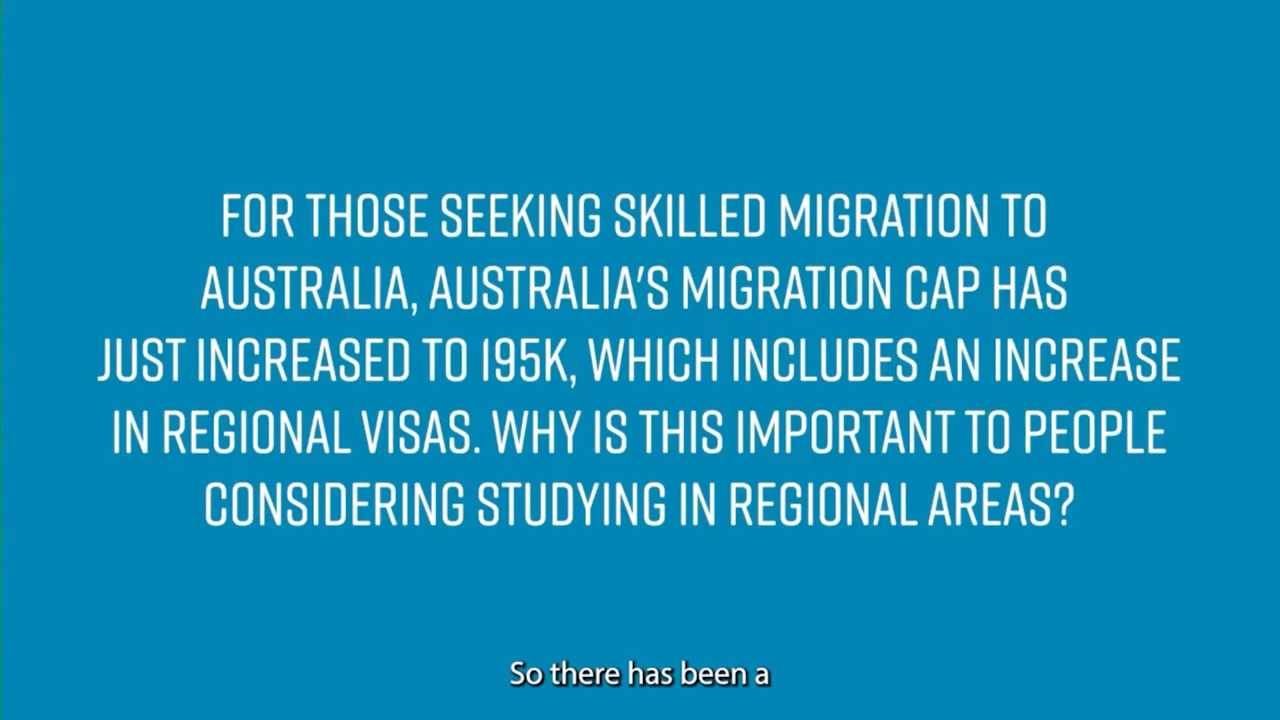 FOR THOSE SEEKING SKILLED MIGRATION TO
AUSTRALIA, AUSTRALIA'S MIGRATION CAP HAS
JUST INCREASED TO 195K, WHICH INCLUDES AN INCREASE
IN REGIONAL VISAS. WHY IS THIS IMPORTANT TO PEOPLE
CONSIDERING STUDYING IN REGIONAL AREAS?
So there has been a